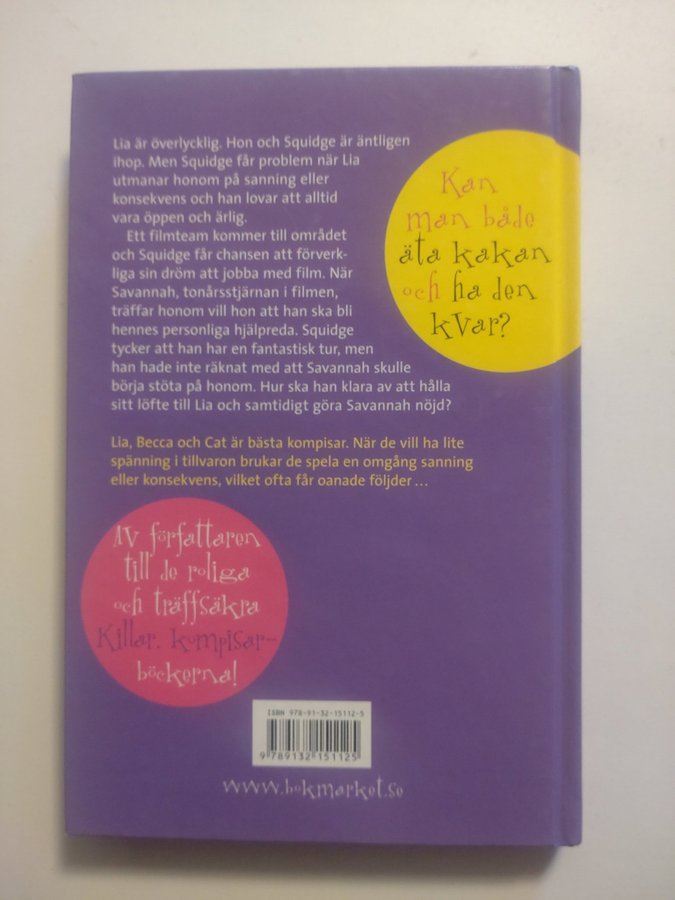 Lia är överlycklig. Hon och Squidge är äntligen
ihop. Men Squidge får problem när Lia
utmanar honom på sanning eller
konsekvens och han lovar att alltid
vara öppen och ärlig.
Ett filmteam kommer till området
och Squidge får chansen att förverk-
liga sin dröm att jobba med film. När
Savannah, tonårsstjärnan i filmen,
träffar honom vill hon att han ska bli
hennes personliga hjälpreda. Squidge
tycker att han har en fantastisk tur, men
han hade inte räknat med att Savannah skulle
börja stöta på honom. Hur ska han klara av att hålla
sitt löfte till Lia och samtidigt göra Savannah nöjd?
Kan
man både
äta kakan
och ha den
kvar?
Lia, Becca och Cat är bästa kompisar. När de vill ha lite
spänning i tillvaron brukar de spela en omgång sanning
eller konsekvens, vilket ofta får oanade följder ...
Av författaren
till de roliga
och träffsäkra
Killar, kompisar-
böckerna!
ISBN 978-91-32-15112-5
9 789132 151125
www.bokmarket.se